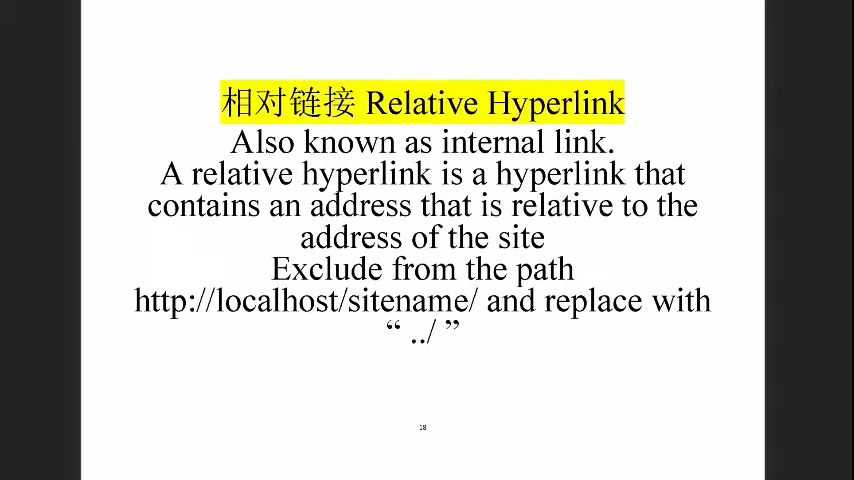 相对链接 Relative Hyperlink
Also known as internal link.
A relative hyperlink is a hyperlink that
contains an address that is relative to the
address of the site
Exclude from the path
http://localhost/sitename/ and replace with
“ ../ ”
18